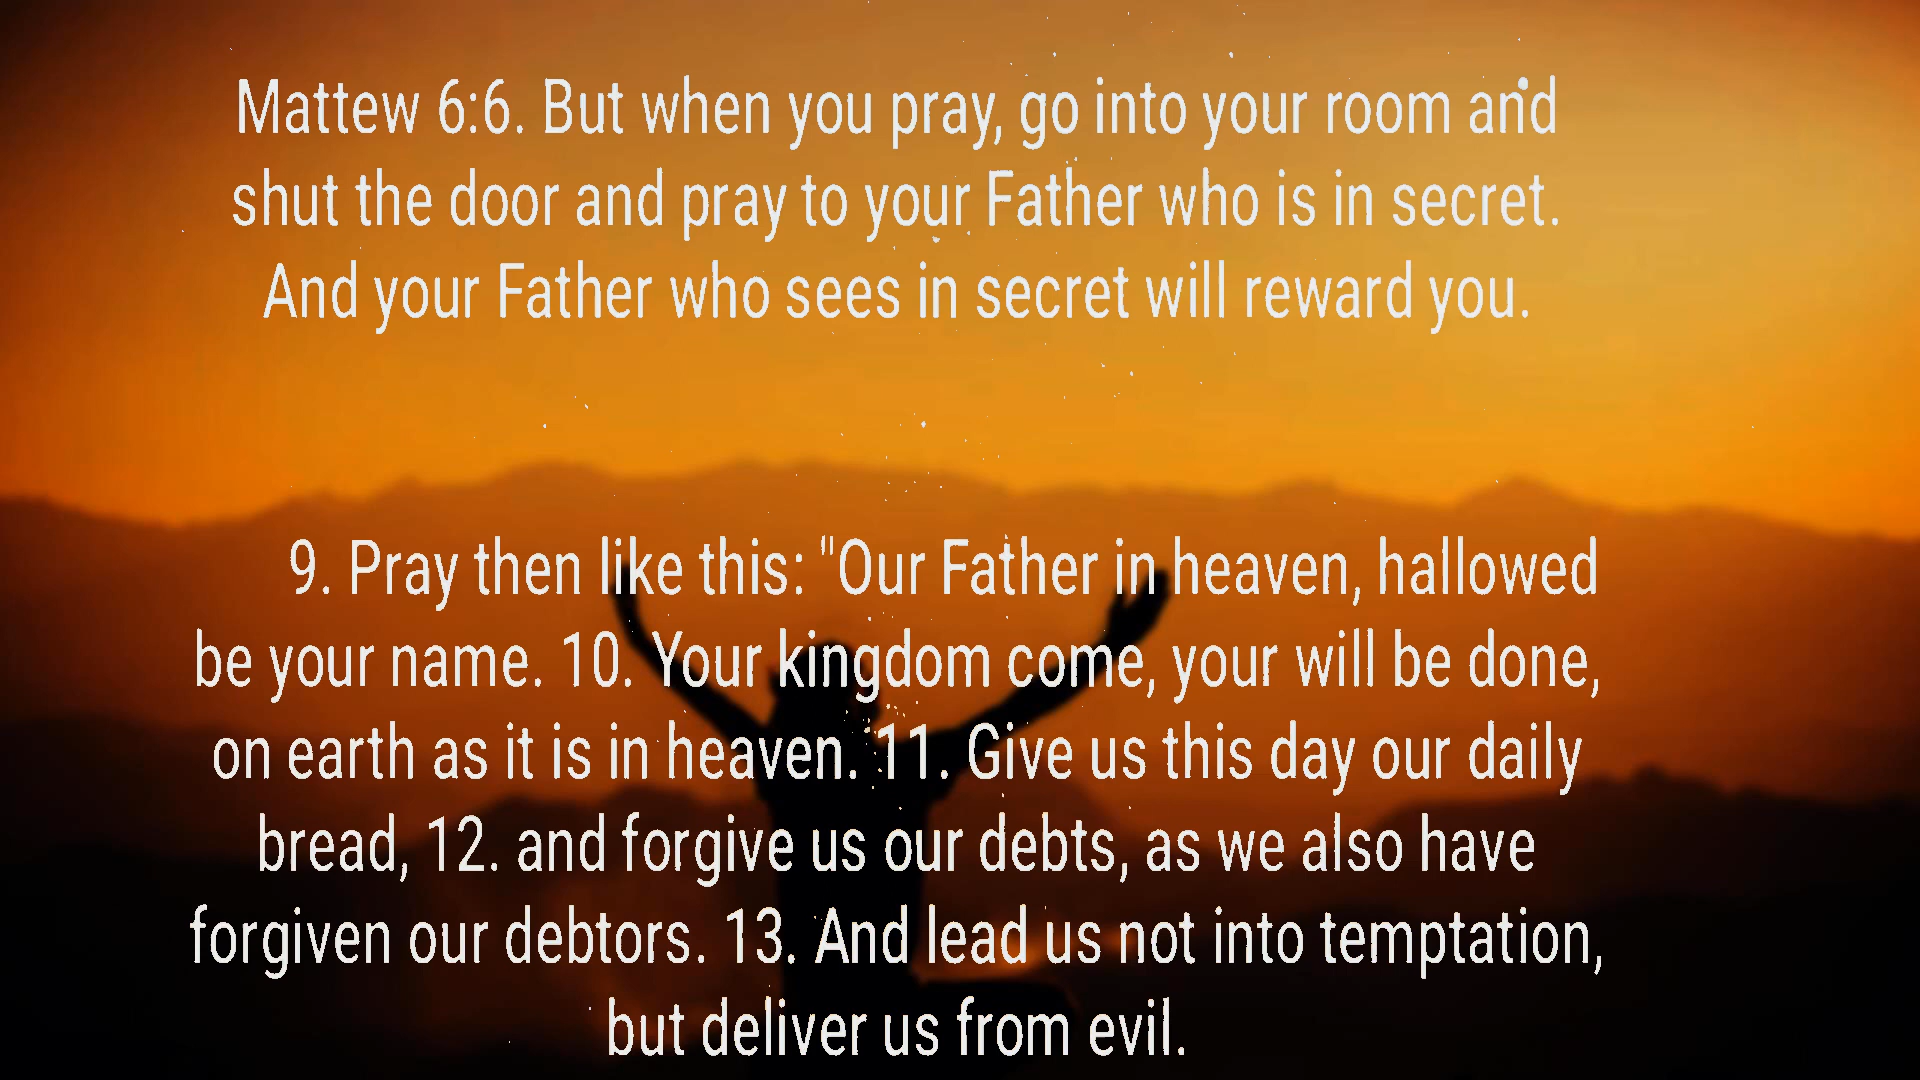 Mattew 6:6. But when you pray, go into your room and
shut the door and pray to your Father who is in secret.
And your Father who sees in secret will reward you.
9. Pray then like this: "Our Father in heaven, hallowed
be your name. 10. Your kingdom come, your will be done,
on earth as it is in heaven. 11. Give us this day our daily
bread, 12. and forgive us our debts, as we also have
forgiven our debtors. 13. And lead us not into temptation,
but deliver us from evil.